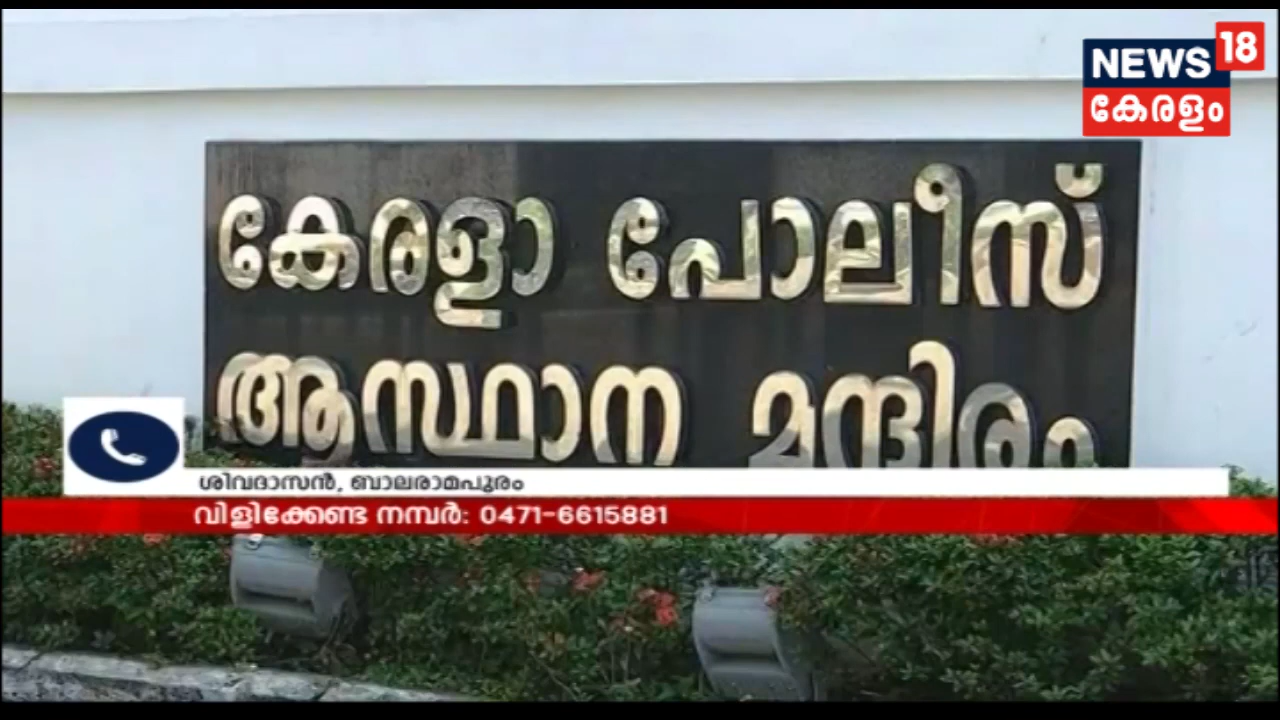 NEWS 18
കേരളം
കേരളാ പോലീസ്
ആസ്ഥാന മന്ദിരം
ശിവദാസൻ, ബാലരാമപുരം
വിളിക്കേണ്ട നമ്പർ: 0471-6615881